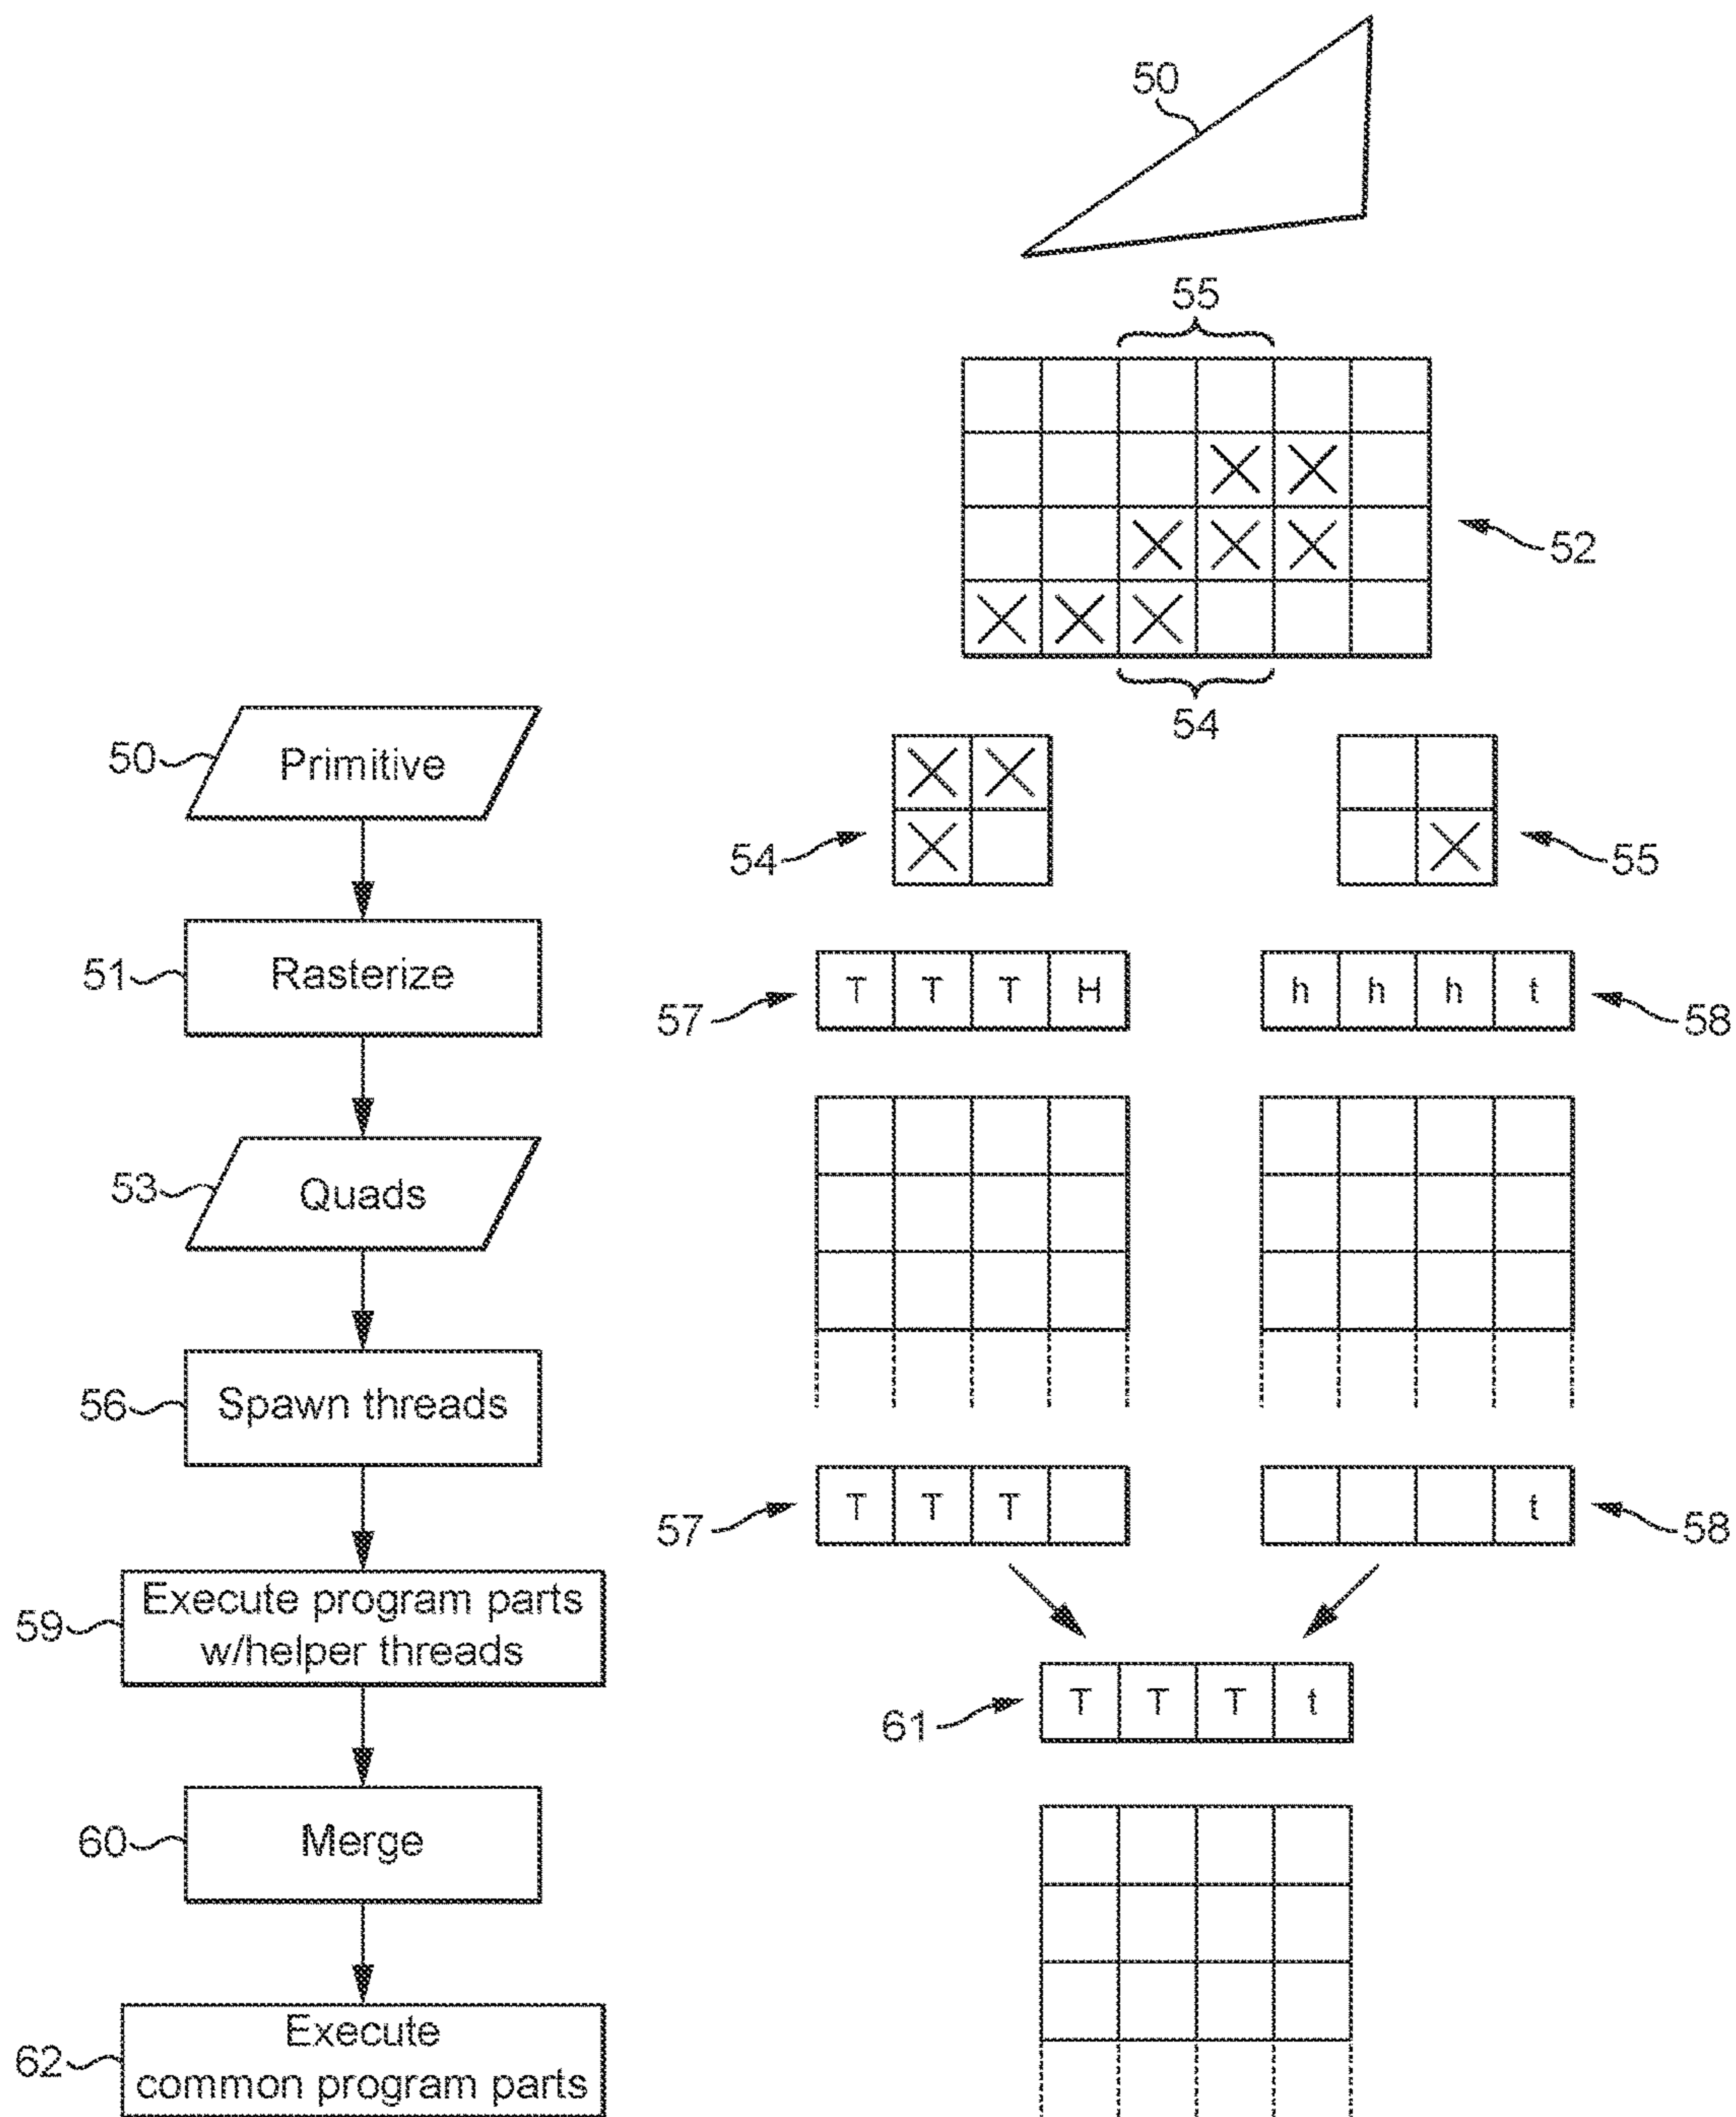 50
55
52
54
50
Primitive
54
55
51
Rasterize
57
T T T H
h h h t
58
53
Quads
56
Spawn threads
57
T T T
t
58
59
Execute program parts
w/helper threads
61
T T T t
60
Merge
62
Execute
common program parts